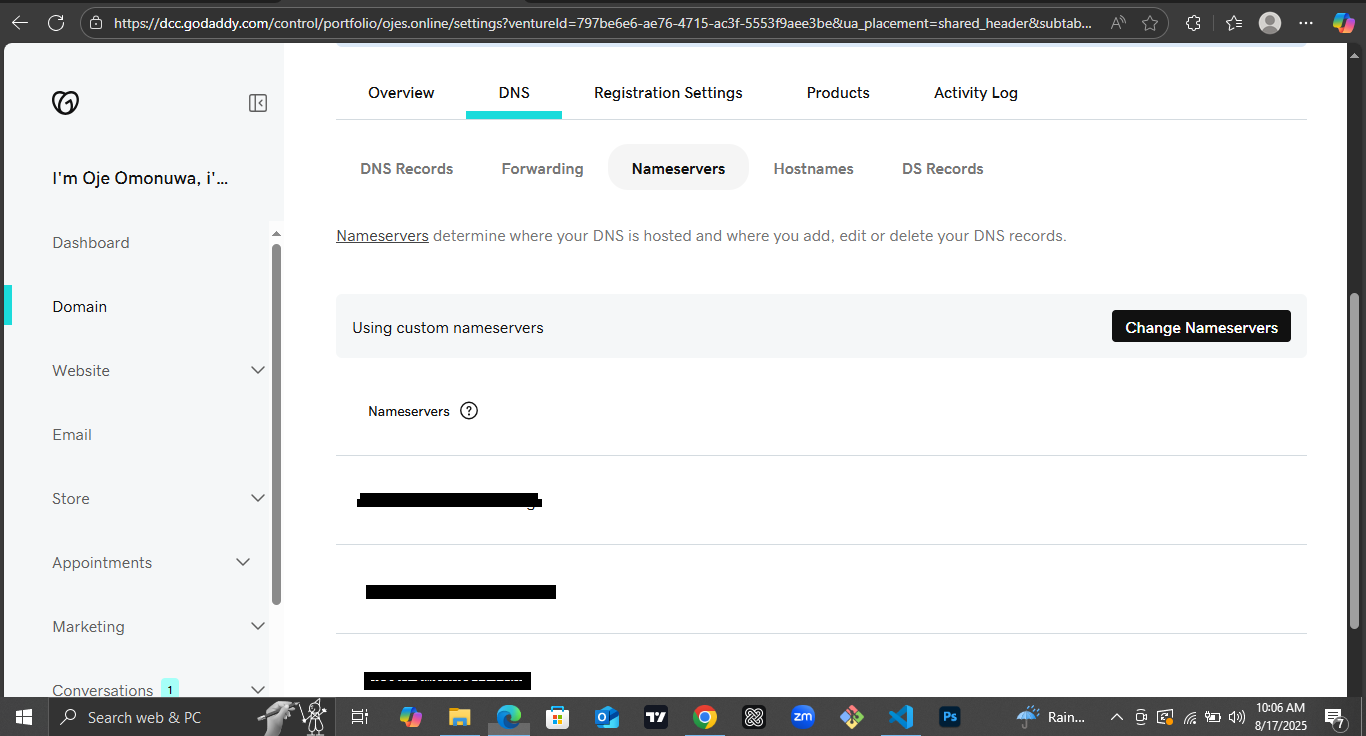 https://dcc.godaddy.com/control/portfolio/ojes.online/settings?ventureId=797be6e6-ae76-4715-ac3f-5553f9aee3be&ua_placement=shared_header&subtab...
Overview DNS Registration Settings Products Activity Log
I'm Oje Omonuwa, i'...
DNS Records Forwarding Nameservers Hostnames DS Records
Nameservers determine where your DNS is hosted and where you add, edit or delete your DNS records.
Dashboard
Domain
Website
Email
Store
Appointments
Marketing
Conversations 1
Using custom nameservers Change Nameservers
Nameservers ?
Search web & PC
zm
Ps
Rain...
10:06 AM
8/17/2025
7